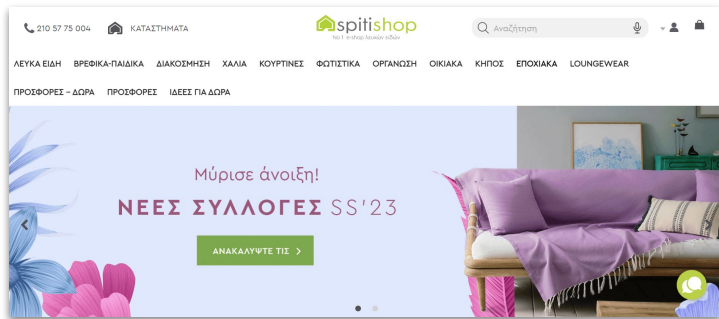 210 57 75 004
ΚΑΤΑΣΤΗΜΑΤΑ
spitishop
No 1 e-shop λευκών ειδών
Αναζήτηση
ΛΕΥΚΑ ΕΙΔΗ ΒΡΕΦΙΚΑ-ΠΑΙΔΙΚΑ ΔΙΑΚΟΣΜΗΣΗ ΧΑΛΙΑ ΚΟΥΡΤΙΝΕΣ ΦΩΤΙΣΤΙΚΑ ΟΡΓΑΝΩΣΗ ΟΙΚΙΑΚΑ ΚΗΠΟΣ ΕΠΟΧΙΑΚΑ LOUNGEWEAR
ΠΡΟΣΦΟΡΕΣ – ΔΩΡΑ ΠΡΟΣΦΟΡΕΣ ΙΔΕΕΣ ΓΙΑ ΔΩΡΑ
Μύρισε άνοιξη!
ΝΕΕΣ ΣΥΛΛΟΓΕΣ SS'23
ΑΝΑΚΑΛΥΨΤΕ ΤΙΣ